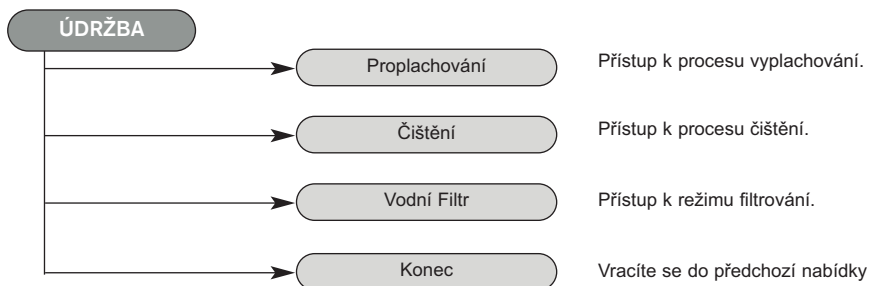 ÚDRŽBA
Proplachování
Přístup k procesu vyplachování.
Čištění
Přístup k procesu čištění.
Vodní Filtr
Přístup k režimu filtrování.
Konec
Vracíte se do předchozí nabídky